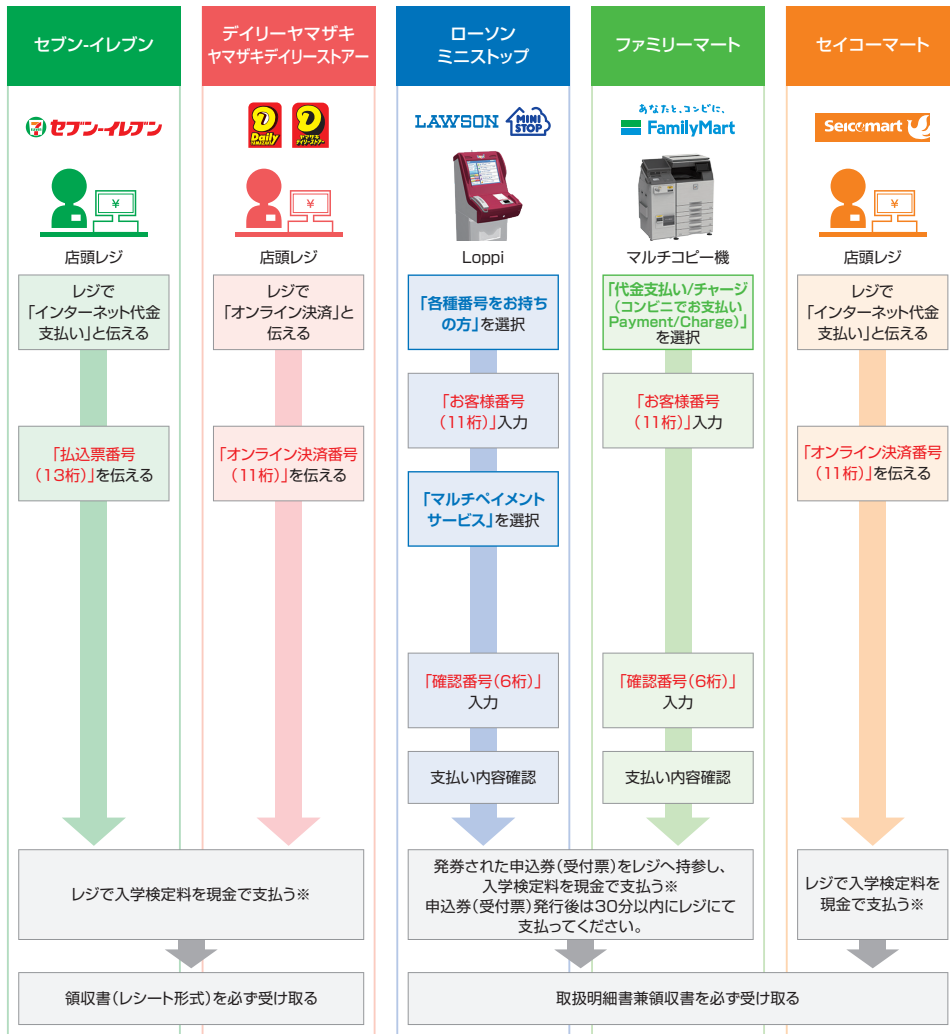 セブン-イレブン
セブン-イレブン
¥
店頭レジ
レジで
「インターネット代金
支払い」と伝える
「払込票番号
(13桁)」を伝える
デイリーヤマザキ
ヤマザキデイリーストアー
Daily
YAMAZAKI
ヤマザキ
デイリーストアー
¥
店頭レジ
レジで
「オンライン決済」と
伝える
「オンライン決済番号
(11桁)」を伝える
レジで入学検定料を現金で支払う※
領収書(レシート形式)を必ず受け取る
ローソン
ミニストップ
LAWSON
MINI
STOP
Loppi
「各種番号をお持ち
の方」を選択
「お客様番号
(11桁)」入力
「マルチペイメント
サービス」を選択
「確認番号(6桁)」
入力
支払い内容確認
ファミリーマート
あなたと、コンビに、
FamilyMart
マルチコピー機
「代金支払い/チャージ
(コンビニでお支払い
Payment/Charge)」
を選択
「お客様番号
(11桁)」入力
「確認番号(6桁)」
入力
支払い内容確認
発券された申込券(受付票)をレジへ持参し、
入学検定料を現金で支払う※
申込券(受付票)発行後は30分以内にレジにて
支払ってください。
セイコーマート
Seicomart
¥
店頭レジ
レジで
「インターネット代金
支払い」と伝える
「オンライン決済番号
(11桁)」を伝える
レジで入学検定料を
現金で支払う※
取扱明細書兼領収書を必ず受け取る